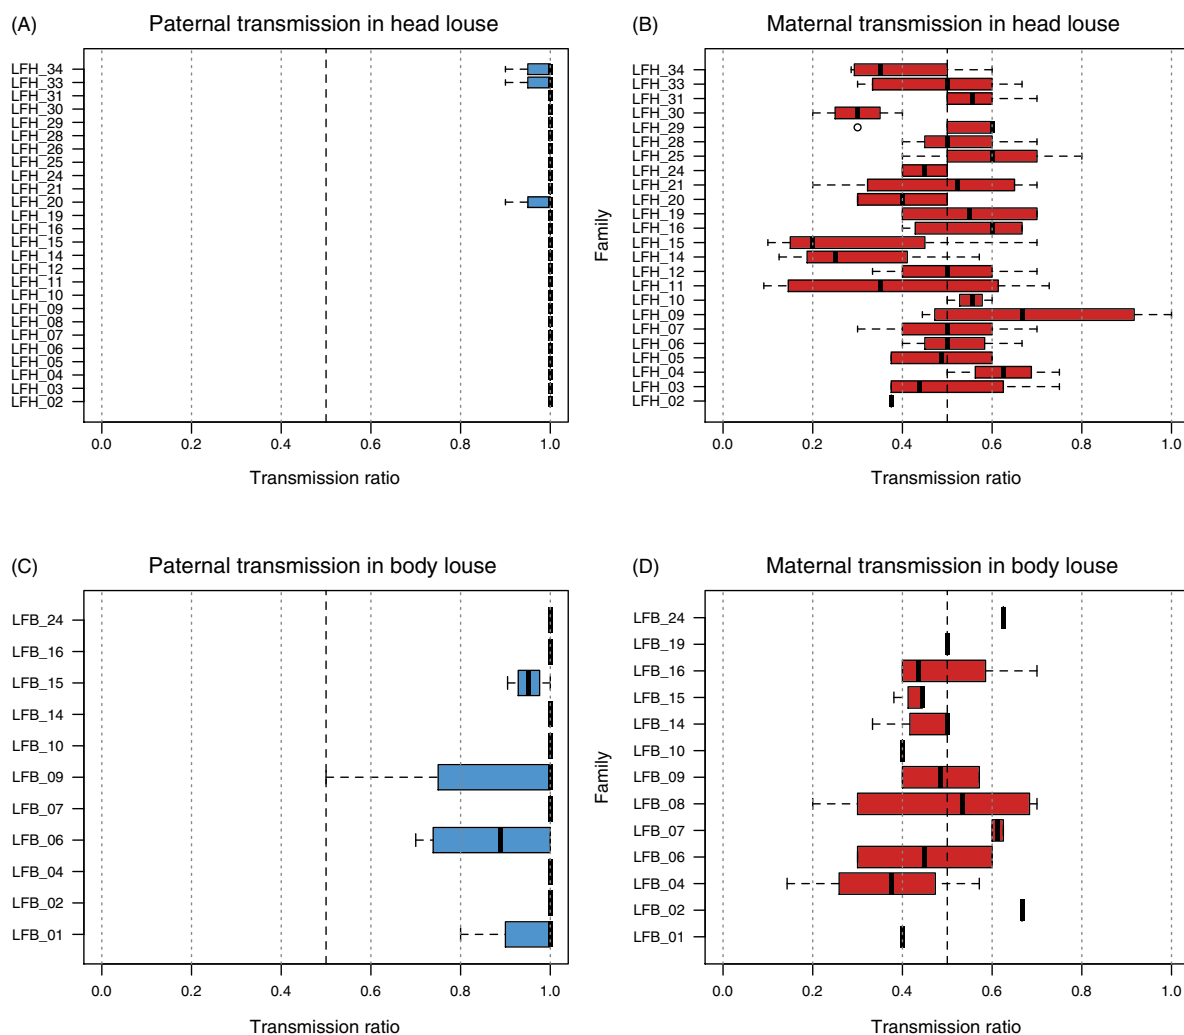 (A)
Paternal transmission in head louse
LFH_34
LFH_33
LFH_31
LFH_30
LFH_29
LFH_28
LFH_26
LFH_25
LFH_24
LFH_21
LFH_20
LFH_19
LFH_16
LFH_15
LFH_14
LFH_12
LFH_11
LFH_10
LFH_09
LFH_08
LFH_07
LFH_06
LFH_05
LFH_04
LFH_03
LFH_02
0.0 0.2 0.4 0.6 0.8 1.0
Transmission ratio
(B)
Maternal transmission in head louse
Family
LFH_34
LFH_33
LFH_31
LFH_30
LFH_29
LFH_28
LFH_25
LFH_24
LFH_21
LFH_20
LFH_19
LFH_16
LFH_15
LFH_14
LFH_12
LFH_11
LFH_10
LFH_09
LFH_07
LFH_06
LFH_05
LFH_04
LFH_03
LFH_02
0.0 0.2 0.4 0.6 0.8 1.0
Transmission ratio
(C)
Paternal transmission in body louse
LFB_24
LFB_16
LFB_15
LFB_14
LFB_10
LFB_09
LFB_07
LFB_06
LFB_04
LFB_02
LFB_01
0.0 0.2 0.4 0.6 0.8 1.0
Transmission ratio
(D)
Maternal transmission in body louse
Family
LFB_24
LFB_19
LFB_16
LFB_15
LFB_14
LFB_10
LFB_09
LFB_08
LFB_07
LFB_06
LFB_04
LFB_02
LFB_01
0.0 0.2 0.4 0.6 0.8 1.0
Transmission ratio